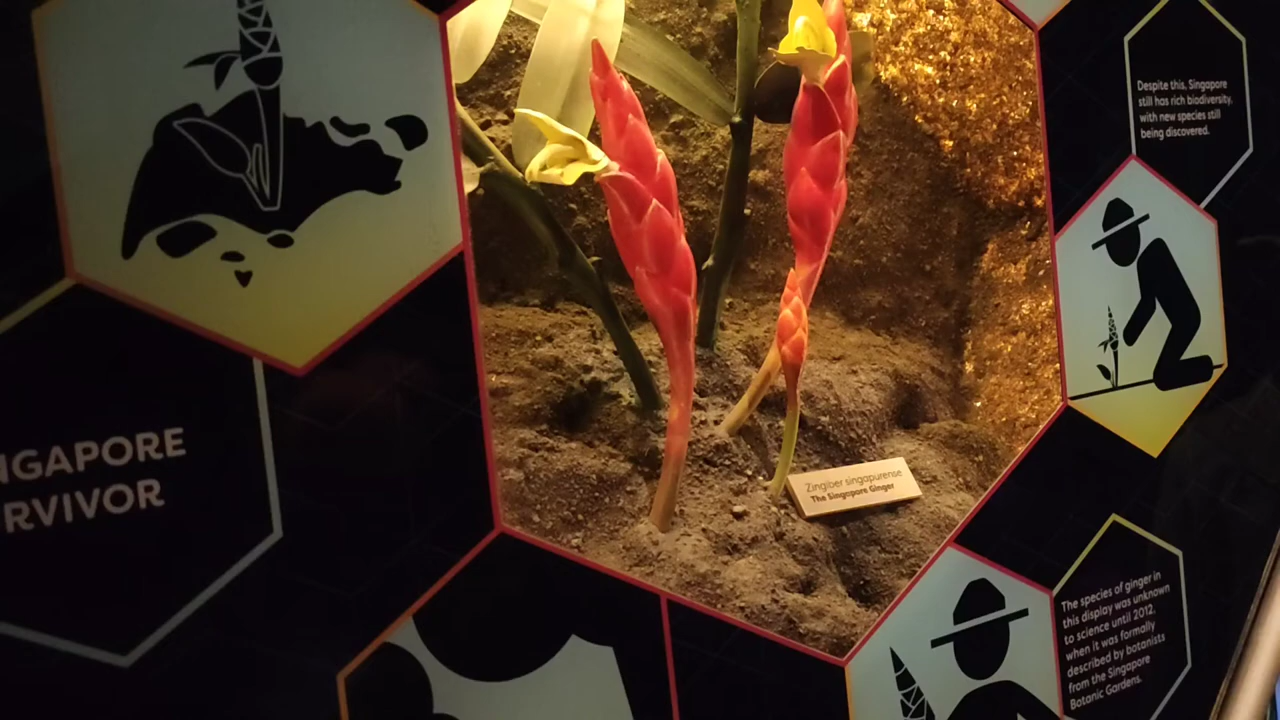 NGAPORE
RVIVOR
Zingiber singapurense
The Singapore Ginger
Despite this, Singapore
still has rich biodiversity,
with new species still
being discovered.
The species of ginger in
this display was unknown
to science until 2012,
when it was formally
described by botanists
from the Singapore
Botanic Gardens.